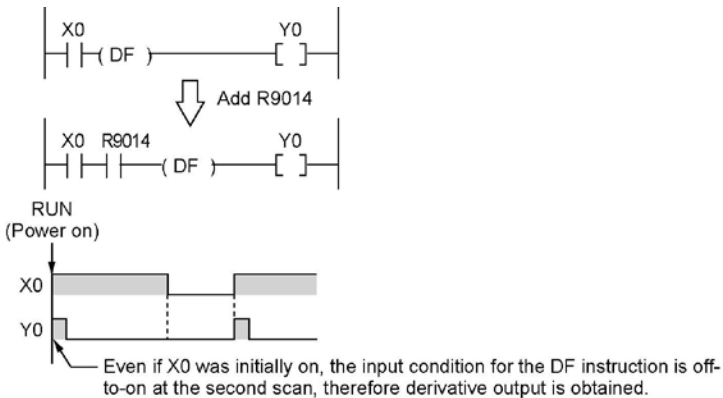 X0 Y0
( DF ) [ ]
Add R9014
X0 R9014 Y0
( DF ) [ ]
RUN
(Power on)
X0
Y0
Even if X0 was initially on, the input condition for the DF instruction is off-
to-on at the second scan, therefore derivative output is obtained.